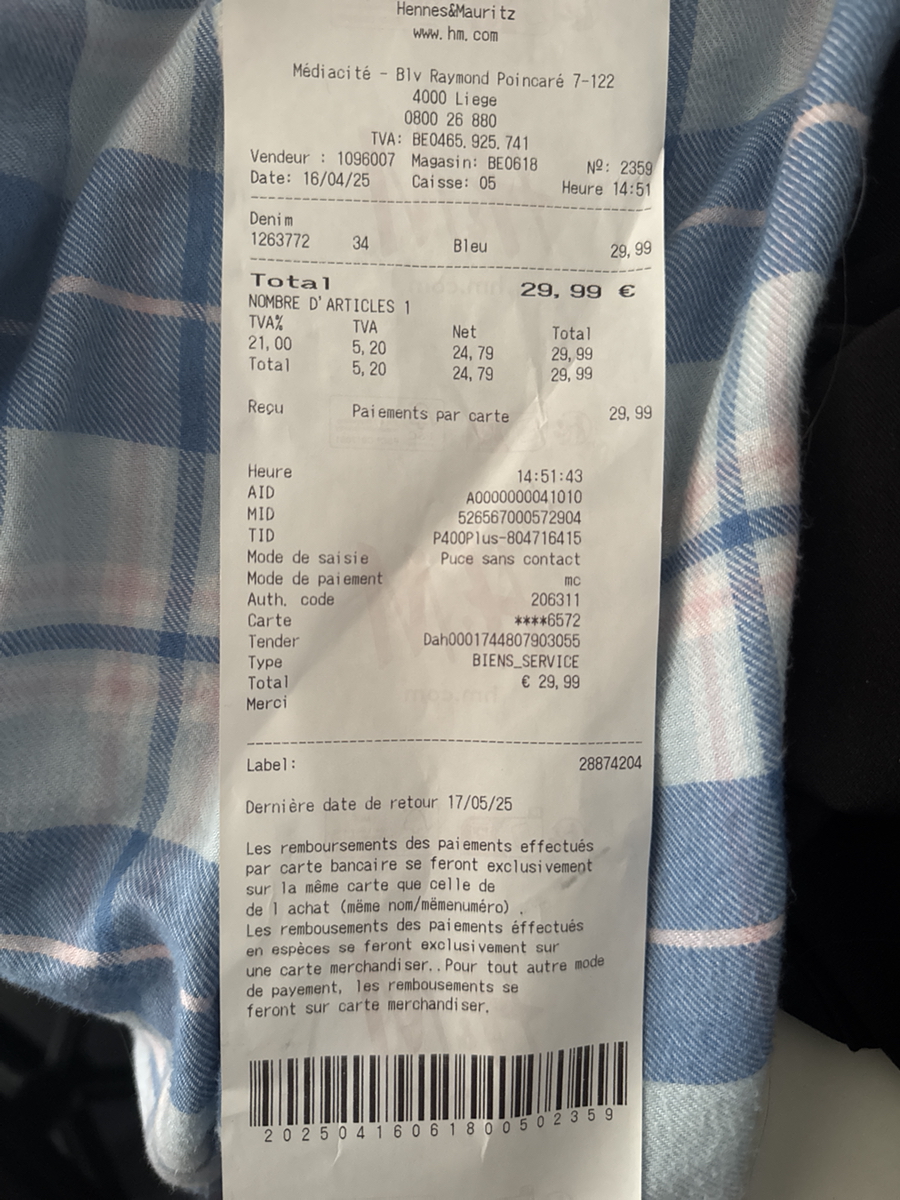 Hennes&Mauritz
www.hm.com
Médiacité - Blv Raymond Poincaré 7-122
4000 Liege
0800 26 880
TVA: BE0465.925.741
Vendeur : 1096007 Magasin: BE0618 Nº: 2359
Date: 16/04/25 Caisse: 05 Heure 14:51
Denim
1263772 34 Bleu 29,99
Total 29,99 €
NOMBRE D'ARTICLES 1
TVA% TVA Net Total
21,00 5,20 24,79 29,99
Total 5,20 24,79 29,99
Reçu Paiements par carte 29,99
Heure 14:51:43
AID A0000000041010
MID 526567000572904
TID P400Plus-804716415
Mode de saisie Puce sans contact
Mode de paiement mc
Auth. code 206311
Carte ****6572
Tender Dah0001744807903055
Type BIENS_SERVICE
Total € 29,99
Merci
Label: 28874204
Dernière date de retour 17/05/25
Les remboursements des paiements effectués
par carte bancaire se feront exclusivement
sur la même carte que celle de
de l achat (mëme nom/mëmenuméro) .
Les rembousements des paiements éffectués
en espèces se feront exclusivement sur
une carte merchandiser..Pour tout autre mode
de payement, les rembousements se
feront sur carte merchandiser.
20250416061800502359